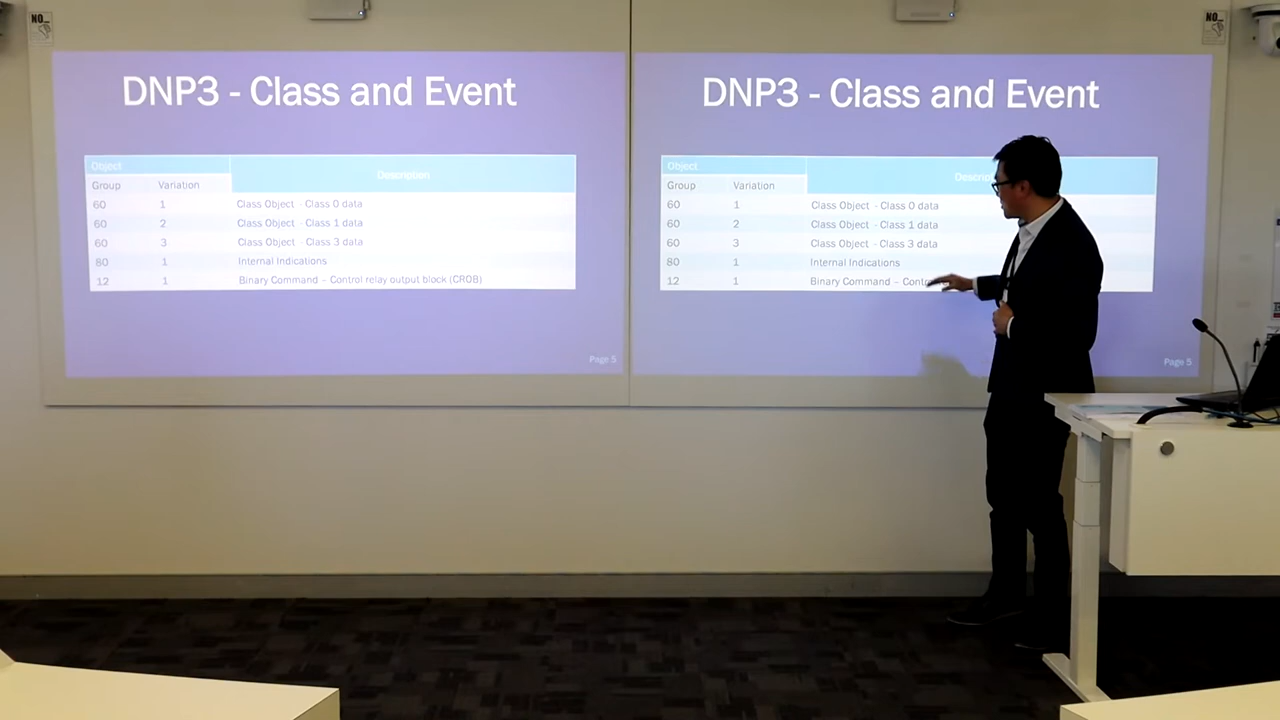 NO
DNP3 - Class and Event
Object
Description
Group Variation
60 1 Class Object - Class 0 data
60 2 Class Object - Class 1 data
60 3 Class Object - Class 3 data
80 1 Internal Indications
12 1 Binary Command – Control relay output block (CROB)
Page 5
NO
DNP3 - Class and Event
Object
Group Variation
60 1 Class Object - Class 0 data
60 2 Class Object - Class 1 data
60 3 Class Object - Class 3 data
80 1 Internal Indications
12 1 Binary Command –
Page 5